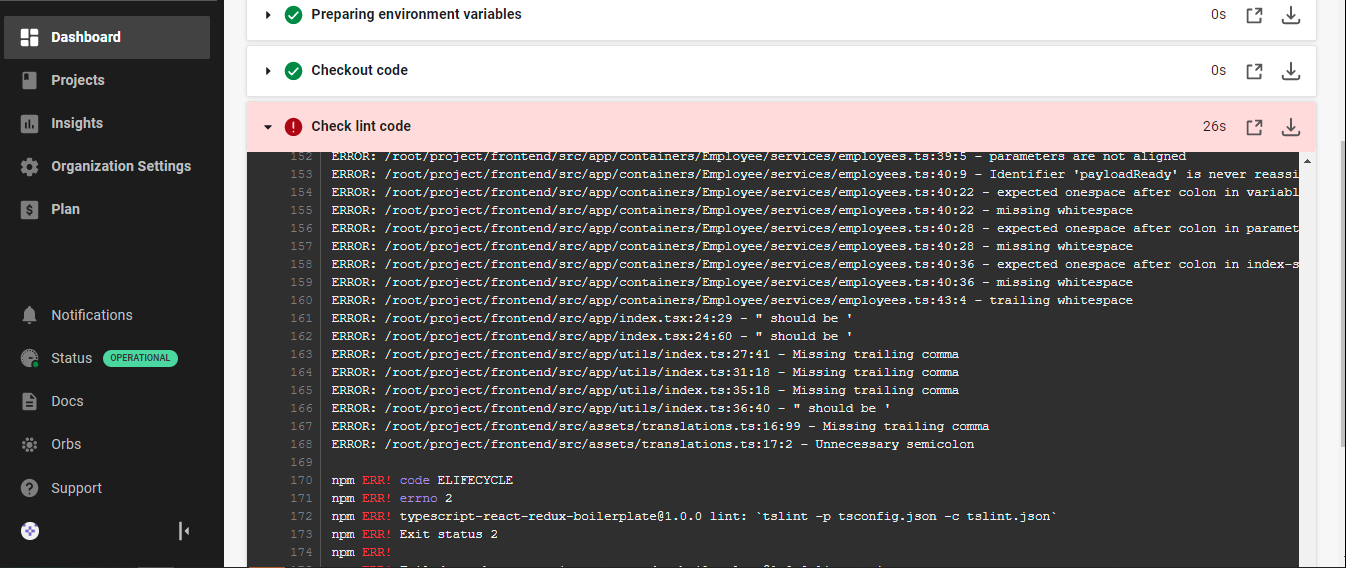 Dashboard
Projects
Insights
Organization Settings
Plan
Notifications
Status OPERATIONAL
Docs
Orbs
Support
Preparing environment variables 0s
Checkout code 0s
Check lint code 26s
152 ERROR: /root/project/frontend/src/app/containers/Employee/services/employees.ts:39:5 - parameters are not aligned
153 ERROR: /root/project/frontend/src/app/containers/Employee/services/employees.ts:40:9 - Identifier 'payloadReady' is never reassi
154 ERROR: /root/project/frontend/src/app/containers/Employee/services/employees.ts:40:22 - expected onespace after colon in variabl
155 ERROR: /root/project/frontend/src/app/containers/Employee/services/employees.ts:40:22 - missing whitespace
156 ERROR: /root/project/frontend/src/app/containers/Employee/services/employees.ts:40:28 - expected onespace after colon in paramet
157 ERROR: /root/project/frontend/src/app/containers/Employee/services/employees.ts:40:28 - missing whitespace
158 ERROR: /root/project/frontend/src/app/containers/Employee/services/employees.ts:40:36 - expected onespace after colon in index-s
159 ERROR: /root/project/frontend/src/app/containers/Employee/services/employees.ts:40:36 - missing whitespace
160 ERROR: /root/project/frontend/src/app/containers/Employee/services/employees.ts:43:4 - trailing whitespace
161 ERROR: /root/project/frontend/src/app/index.tsx:24:29 - " should be '
162 ERROR: /root/project/frontend/src/app/index.tsx:24:60 - " should be '
163 ERROR: /root/project/frontend/src/app/utils/index.ts:27:41 - Missing trailing comma
164 ERROR: /root/project/frontend/src/app/utils/index.ts:31:18 - Missing trailing comma
165 ERROR: /root/project/frontend/src/app/utils/index.ts:35:18 - Missing trailing comma
166 ERROR: /root/project/frontend/src/app/utils/index.ts:36:40 - " should be '
167 ERROR: /root/project/frontend/src/assets/translations.ts:16:99 - Missing trailing comma
168 ERROR: /root/project/frontend/src/assets/translations.ts:17:2 - Unnecessary semicolon
169
170 npm ERR! code ELIFECYCLE
171 npm ERR! errno 2
172 npm ERR! typescript-react-redux-boilerplate@1.0.0 lint: `tslint -p tsconfig.json -c tslint.json`
173 npm ERR! Exit status 2
174 npm ERR!